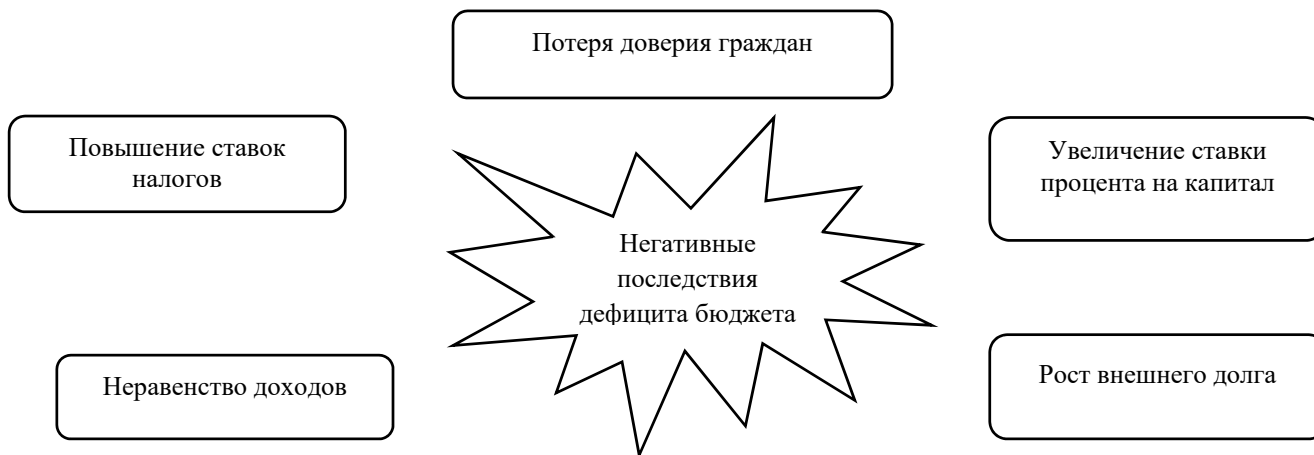 Потеря доверия граждан
Повышение ставок
налогов
Увеличение ставки
процента на капитал
Негативные
последствия
дефицита бюджета
Неравенство доходов
Рост внешнего долга